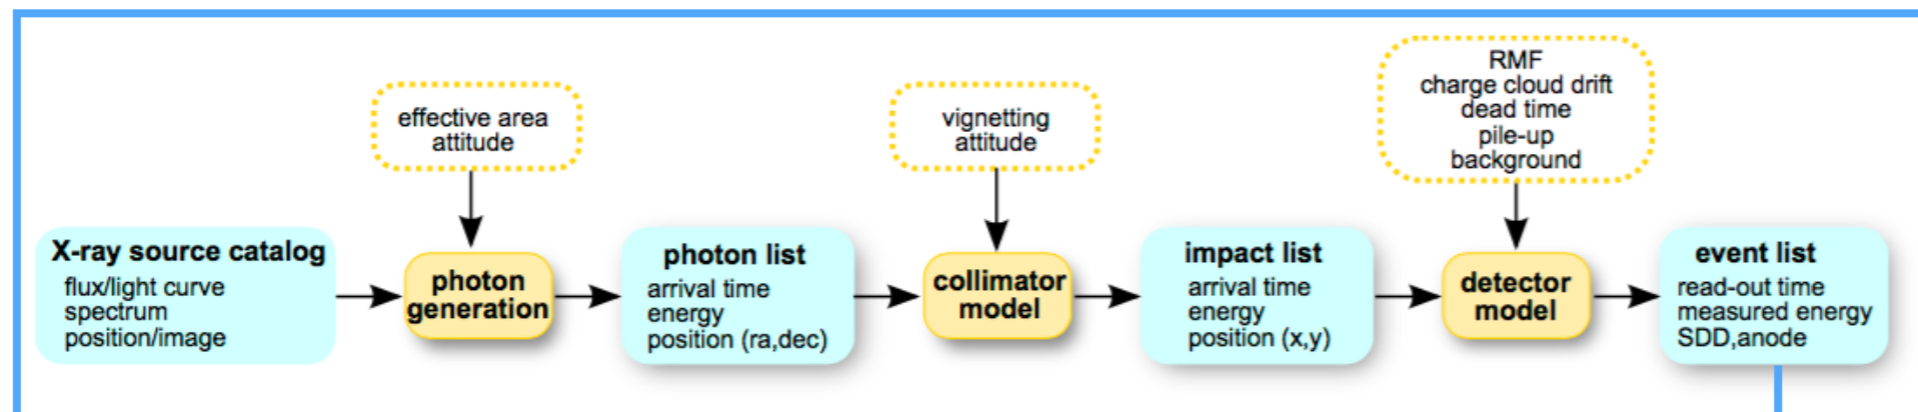 effective area
attitude
vignetting
attitude
RMF
charge cloud drift
dead time
pile-up
background
X-ray source catalog
flux/light curve
spectrum
position/image
photon
generation
photon list
arrival time
energy
position (ra,dec)
collimator
model
impact list
arrival time
energy
position (x,y)
detector
model
event list
read-out time
measured energy
SDD,anode